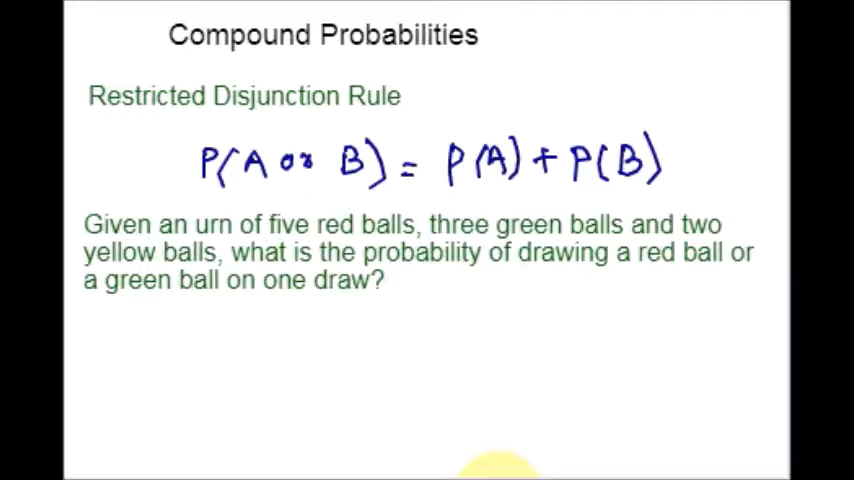 Compound Probabilities
Restricted Disjunction Rule
P(A or B) = P(A) + P(B)
Given an urn of five red balls, three green balls and two
yellow balls, what is the probability of drawing a red ball or
a green ball on one draw?